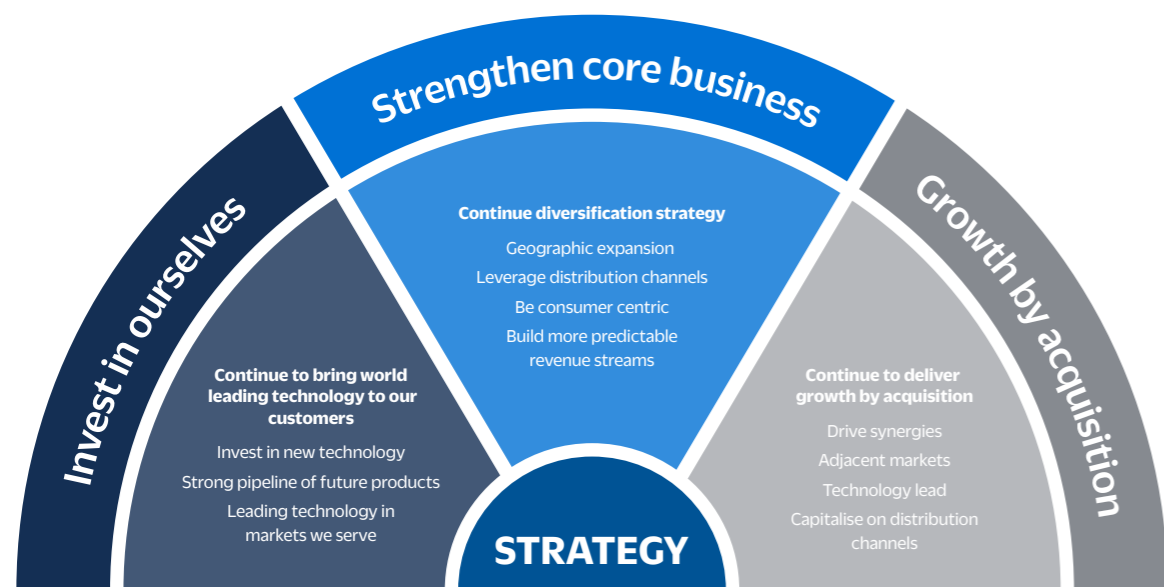 Invest in ourselves
Continue to bring world
leading technology to our
customers
Invest in new technology
Strong pipeline of future products
Leading technology in
markets we serve
Strengthen core business
Continue diversification strategy
Geographic expansion
Leverage distribution channels
Be consumer centric
Build more predictable
revenue streams
Growth by acquisition
Continue to deliver
growth by acquisition
Drive synergies
Adjacent markets
Technology lead
Capitalise on distribution
channels
STRATEGY